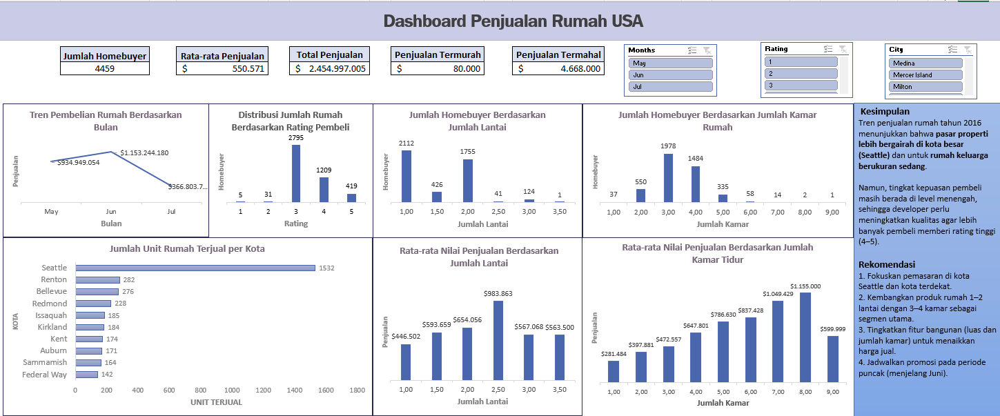 Dashboard Penjualan Rumah USA
Jumlah Homebuyer
4459
Rata-rata Penjualan
$ 550.571
Total Penjualan
$ 2.454.997.005
Penjualan Termurah
$ 80.000
Penjualan Termahal
$ 4.668.000
Months
May
Jun
Jul
Rating
1
2
3
City
Medina
Mercer Island
Milton
Tren Pembelian Rumah Berdasarkan
Bulan
Penjualan
$934.949.054
$1.153.244.180
$366.803.7...
May Jun Jul
Bulan
Distribusi Jumlah Rumah
Berdasarkan Rating Pembeli
Homebuyer
5 31 2795 1209 419
1 2 3 4 5
Rating
Jumlah Homebuyer Berdasarkan
Jumlah Lantai
Homebuyer
2112 426 1755 41 124 1
1,00 1,50 2,00 2,50 3,00 3,50
Jumlah Lantai
Jumlah Homebuyer Berdasarkan Jumlah Kamar
Rumah
Homebuyer
37 550 1978 1484 335 58 14 2 1
1,00 2,00 3,00 4,00 5,00 6,00 7,00 8,00 9,00
Jumlah Kamar
Kesimpulan
Tren penjualan rumah tahun 2016
menunjukkan bahwa pasar properti
lebih bergairah di kota besar
(Seattle) dan untuk rumah keluarga
berukuran sedang.
Namun, tingkat kepuasan pembeli
masih berada di level menengah,
sehingga developer perlu
meningkatkan kualitas agar lebih
banyak pembeli memberi rating tinggi
(4–5).
Rekomendasi
1. Fokuskan pemasaran di kota
Seattle dan kota terdekat.
2. Kembangkan produk rumah 1–2
lantai dengan 3–4 kamar sebagai
segmen utama.
3. Tingkatkan fitur bangunan (luas dan
jumlah kamar) untuk menaikkan
harga jual.
4. Jadwalkan promosi pada periode
puncak (menjelang Juni).
Jumlah Unit Rumah Terjual per Kota
KOTA
Seattle 1532
Renton 282
Bellevue 276
Redmond 228
Issaquah 185
Kirkland 184
Kent 174
Auburn 171
Sammamish 164
Federal Way 142
0 200 400 600 800 1000 1200 1400 1600 1800
UNIT TERJUAL
Rata-rata Nilai Penjualan Berdasarkan
Jumlah Lantai
Penjualan
$446.502 $593.659 $654.056 $983.863 $567.068 $563.500
1,00 1,50 2,00 2,50 3,00 3,50
Jumlah Lantai
Rata-rata Nilai Penjualan Berdasarkan Jumlah
Kamar Tidur
Penjualan
$281.484 $397.881 $472.557 $647.801 $786.630 $837.428 $1.049.429 $1.155.000 $599.999
1,00 2,00 3,00 4,00 5,00 6,00 7,00 8,00 9,00
Jumlah Kamar